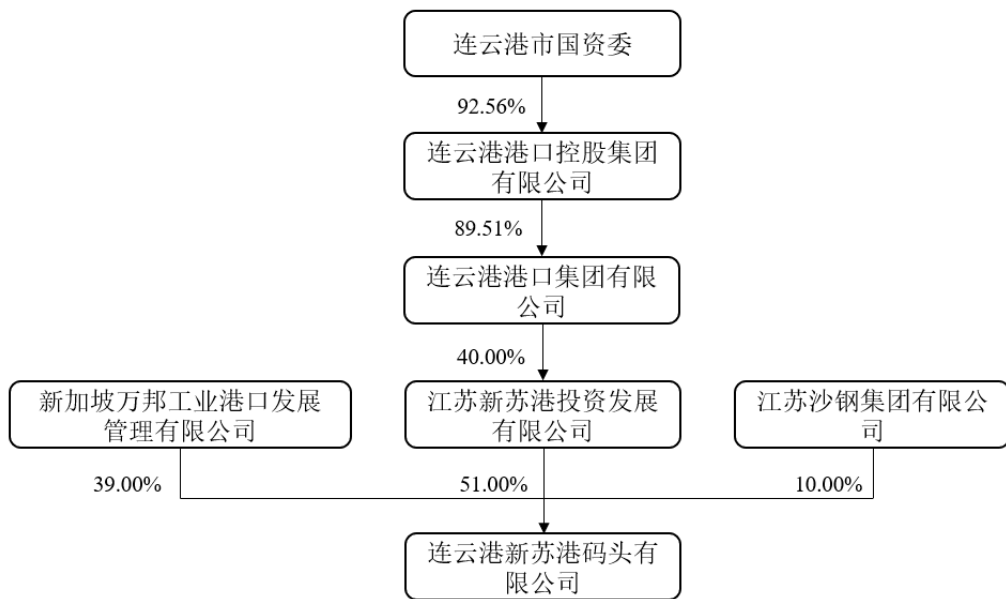 连云港市国资委
92.56%
连云港港口控股集团
有限公司
89.51%
连云港港口集团有限
公司
40.00%
新加坡万邦工业港口发展
管理有限公司
江苏新苏港投资发展
有限公司
江苏沙钢集团有限公
司
39.00%
51.00%
10.00%
连云港新苏港码头有
限公司